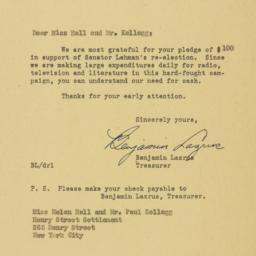 Dear Miss Hall and Mr. Kellogg:
We are most grateful for your pledge of $100
in support of Senator Lehman's re-election. Since
we are making large expenditures daily for radio,
television and literature in this hard-fought cam-
paign, you can understand our need for cash.
Thanks for your early attention.
Sincerely yours,
Benjamin Lazrus
Benjamin Lazrus
BL/drl Treasurer
P. S. Please make your check payable to
Benjamin Lazrus, Treasurer.
Miss Helen Hall and Mr. Paul Kellogg
Henry Street Settlement
265 Henry Street
New York City